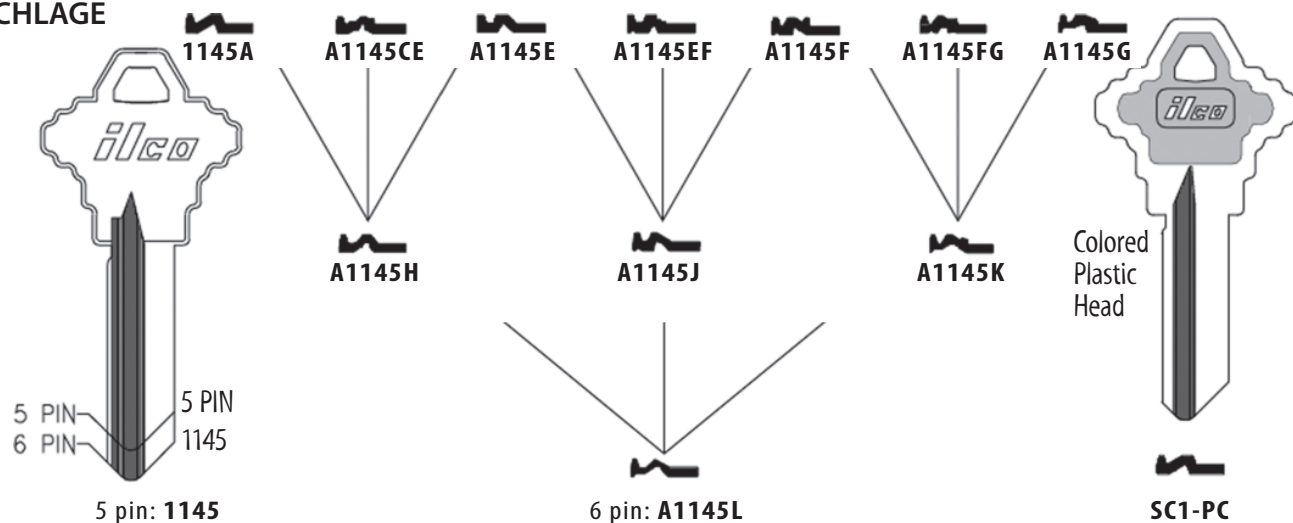 CHLAGE
1145A A1145CE A1145E A1145EF A1145F A1145FG A1145G
ilco
ilco
A1145H A1145J A1145K
Colored
Plastic
Head
5 PIN 5 PIN
6 PIN 1145
5 pin: 1145 6 pin: A1145L SC1-PC